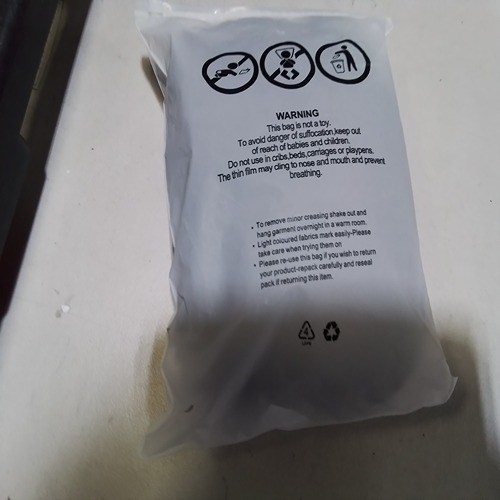 WARNING
This bag is not a toy.
To avoid danger of suffocation,keep out
of reach of babies and children.
Do not use in cribs,beds,carriages or playpens.
The thin film may cling to nose and mouth and prevent
breathing.
• To remove minor creasing shake out and
hang garment overnight in a warm room.
• Light coloured fabrics mark easily-Please
take care when trying them on
• Please re-use this bag if you wish to return
your product-repack carefully and reseal
pack if returning this item.
4